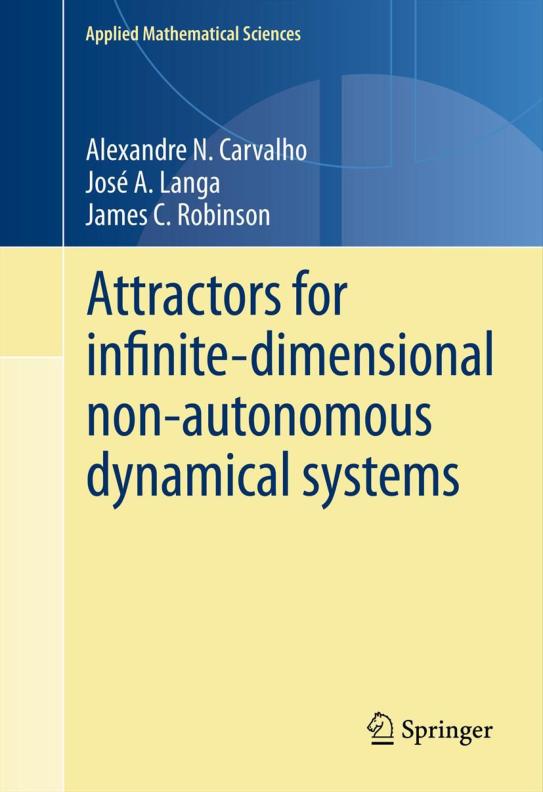 Applied Mathematical Sciences
Alexandre N. Carvalho
José A. Langa
James C. Robinson
Attractors for
infinite-dimensional
non-autonomous
dynamical systems
Springer